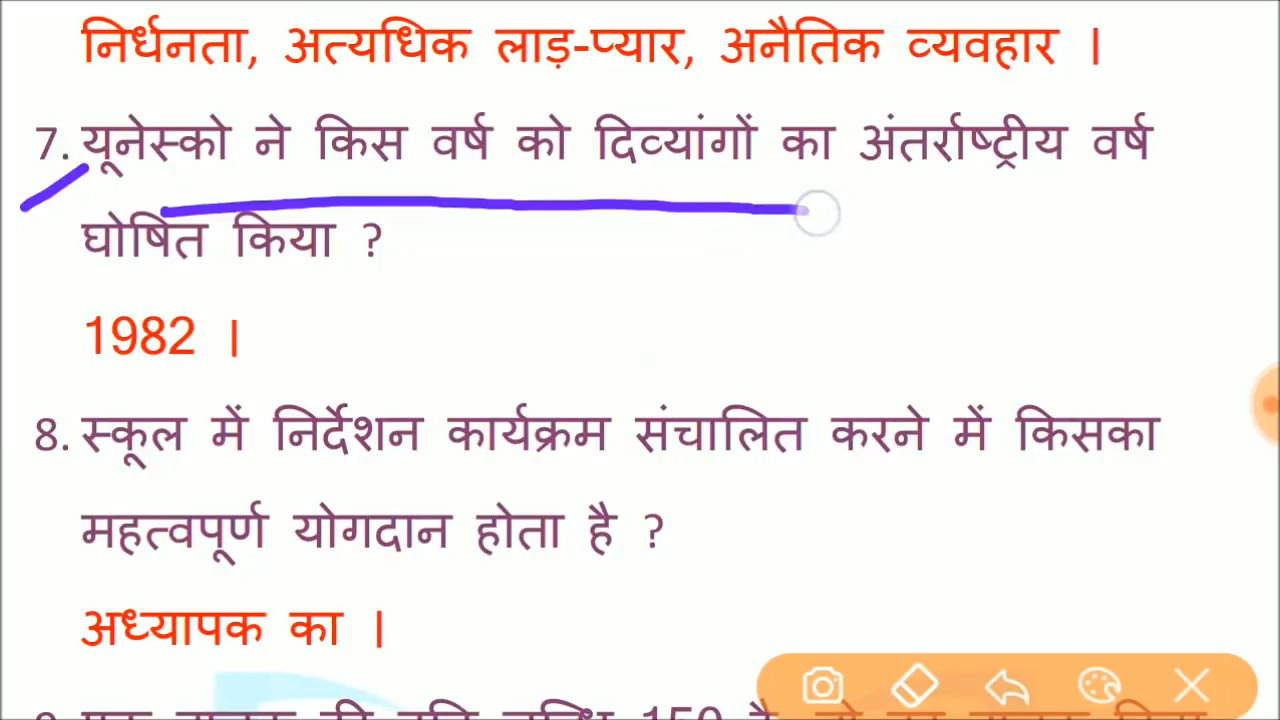 निर्धनता, अत्यधिक लाड़-प्यार, अनैतिक व्यवहार ।
7. यूनेस्को ने किस वर्ष को दिव्यांगों का अंतर्राष्ट्रीय वर्ष
घोषित किया ?
1982 ।
8. स्कूल में निर्देशन कार्यक्रम संचालित करने में किसका
महत्वपूर्ण योगदान होता है ?
अध्यापक का ।